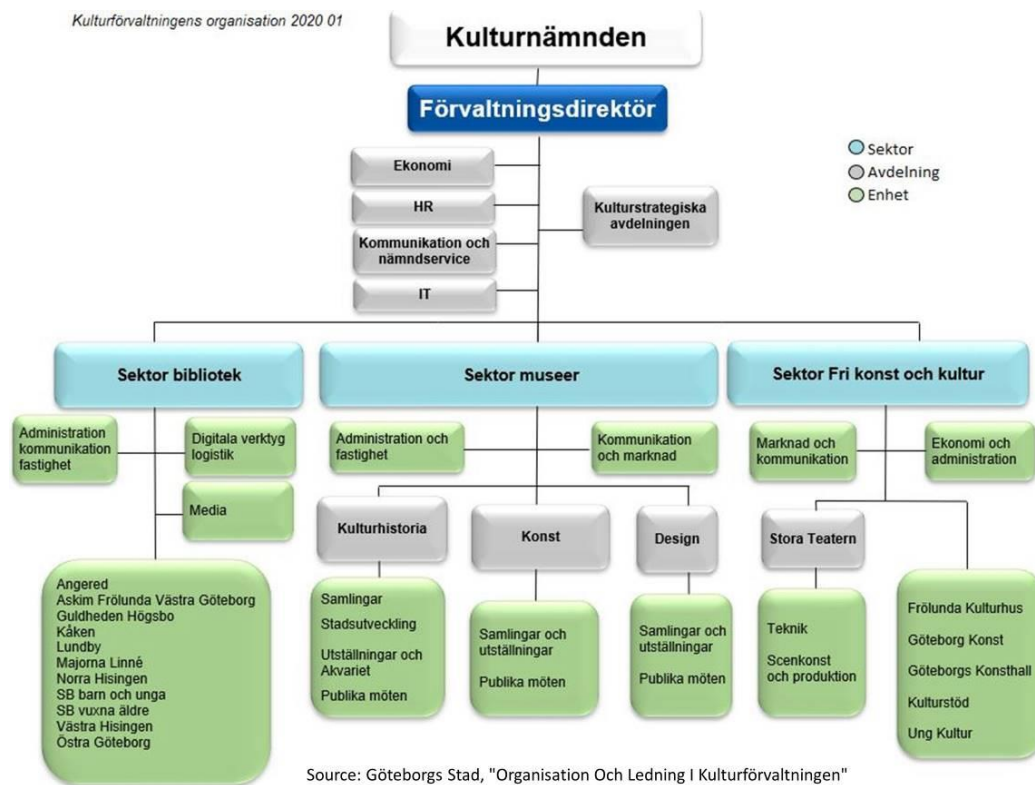 Kulturförvaltningens organisation 2020 01
Kulturnämnden
Förvaltningsdirektör
Ekonomi
HR
Kommunikation och
nämndservice
IT
Kulturstrategiska
avdelningen
Sektor
Avdelning
Enhet
Sektor bibliotek
Administration
kommunikation
fastighet
Digitala verktyg
logistik
Media
Angered
Askim Frölunda Västra Göteborg
Guldheden Högsbo
Kåken
Lundby
Majorna Linné
Norra Hisingen
SB barn och unga
SB vuxna äldre
Västra Hisingen
Östra Göteborg
Sektor museer
Administration och
fastighet
Kommunikation
och marknad
Kulturhistoria
Samlingar
Stadsutveckling
Utställningar och
Akvariet
Publika möten
Konst
Samlingar och
utställningar
Publika möten
Design
Samlingar och
utställningar
Publika möten
Sektor Fri konst och kultur
Marknad och
kommunikation
Ekonomi och
administration
Stora Teatern
Teknik
Scenkonst
och produktion
Frölunda Kulturhus
Göteborg Konst
Göteborgs Konsthall
Kulturstöd
Ung Kultur
Source: Göteborgs Stad, "Organisation Och Ledning I Kulturförvaltningen"